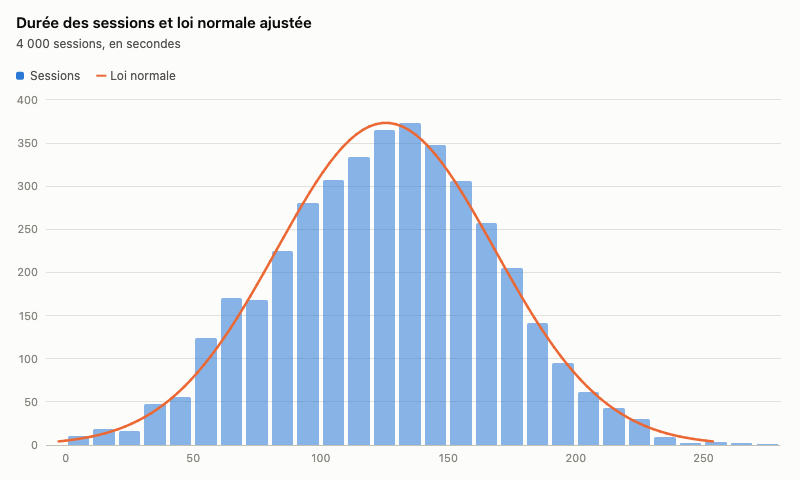 Durée des sessions et loi normale ajustée
4 000 sessions, en secondes
Sessions Loi normale
400
350
300
250
200
150
100
50
0
0 50 100 150 200 250